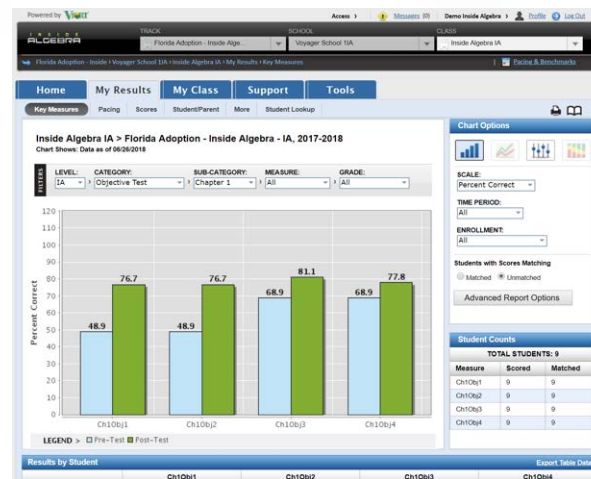 Powered by VPORT
Access › Messages (0) Demo Inside Algebra › Profile Log Out
INSIDE
ALGEBRA
TRACK
Florida Adoption - Inside Alge...
SCHOOL
Voyager School 1IA
CLASS
Inside Algebra IA
Florida Adoption - Inside › Voyager School 1IA › Inside Algebra IA › My Results › Key Measures
Pacing & Benchmarks
Home My Results My Class Support Tools
Key Measures Pacing Scores Student/Parent More Student Lookup
Inside Algebra IA > Florida Adoption - Inside Algebra - IA, 2017-2018
Chart Shows: Data as of 06/26/2018
FILTERS
LEVEL: CATEGORY: SUB-CATEGORY: MEASURE: GRADE:
IA › Objective Test › Chapter 1 › All › All
Percent Correct
120
110
100
90
80
70
60
50
40
30
20
10
0
48.9 76.7 48.9 76.7 68.9 81.1 68.9 77.8
Ch1Obj1 Ch1Obj2 Ch1Obj3 Ch1Obj4
LEGEND > Pre-Test Post-Test
Chart Options
SCALE:
Percent Correct
TIME PERIOD:
All
ENROLLMENT:
All
Students with Scores Matching
Matched Unmatched
Advanced Report Options
Student Counts
TOTAL STUDENTS: 9
Measure Scored Matched
Ch1Obj1 9 9
Ch1Obj2 9 9
Ch1Obj3 9 9
Ch1Obj4 9 9
Results by Student
Export Table Data
Ch1Obj1 Ch1Obj2 Ch1Obj3 Ch1Obj4